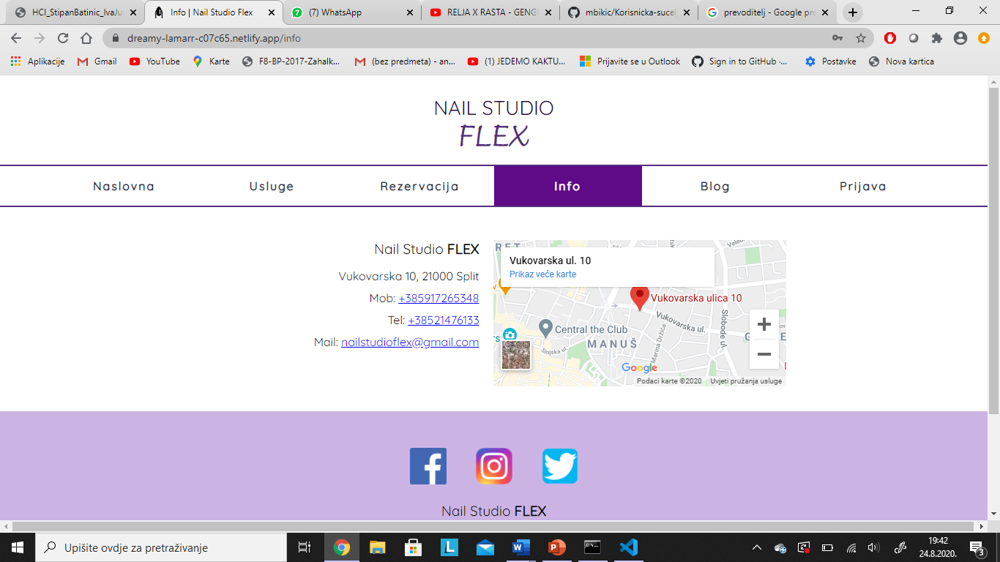 HCI_StipanBatinic_IvaJu
Info | Nail Studio Flex
(7) WhatsApp
RELJA X RASTA - GENG
mbikic/Korisnicka-sucel
prevoditelj - Google pre
dreamy-lamarr-c07c65.netlify.app/info
Aplikacije
Gmail
YouTube
Karte
F8-BP-2017-Zahalk...
(bez predmeta) - an...
(1) JEDEMO KAKTU...
Prijavite se u Outlook
Sign in to GitHub ·...
Postavke
Nova kartica
NAIL STUDIO
FLEX
Naslovna
Usluge
Rezervacija
Info
Blog
Prijava
Nail Studio FLEX
Vukovarska 10, 21000 Split
Mob: +385917265348
Tel: +38521476133
Mail: nailstudioflex@gmail.com
Vukovarska ul. 10
Prikaz veće karte
Vukovarska ulica 10
Vukovarska ul.
Slobode ul.
Central the Club
MANUŠ
Marina Držića
Sinjska ul.
Google
Podaci karte ©2020
Uvjeti pružanja usluge
Nail Studio FLEX
Upišite ovdje za pretraživanje
19:42
24.8.2020.
3